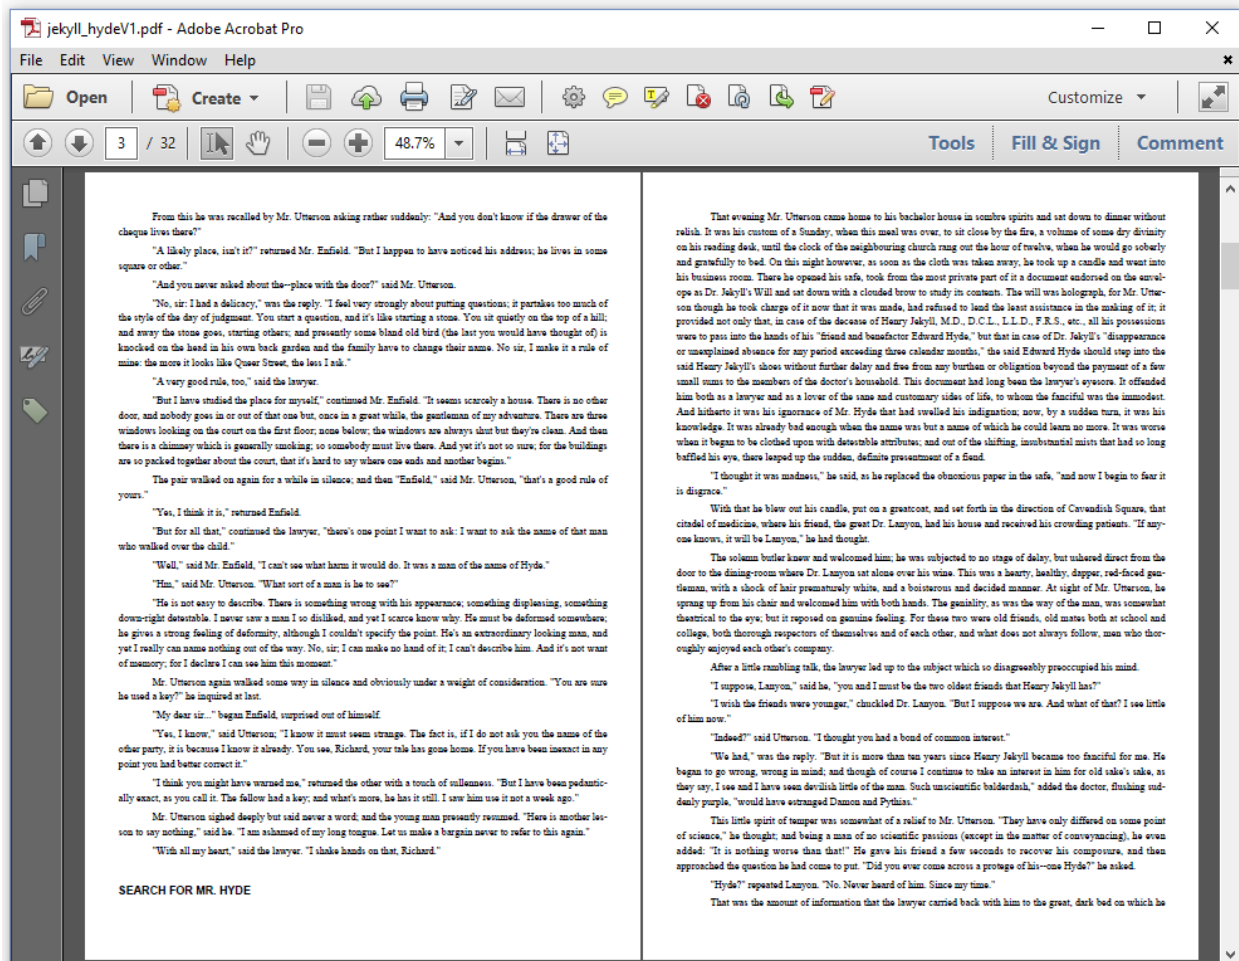 jekyll_hydeV1.pdf - Adobe Acrobat Pro
File Edit View Window Help
Open Create Customize
3 / 32 48.7% Tools Fill & Sign Comment
From this he was recalled by Mr. Utterson asking rather suddenly: "And you don't know if the drawer of the
cheque lives there?"
"A likely place, isn't it?" returned Mr. Enfield. "But I happen to have noticed his address; he lives in some
square or other."
"And you never asked about the--place with the door?" said Mr. Utterson.
"No, sir: I had a delicacy," was the reply. "I feel very strongly about putting questions; it partakes too much of
the style of the day of judgment. You start a question, and it's like starting a stone. You sit quietly on the top of a hill;
and away the stone goes, starting others; and presently some bland old bird (the last you would have thought of) is
knocked on the head in his own back garden and the family have to change their name. No sir, I make it a rule of
mine: the more it looks like Queer Street, the less I ask."
"A very good rule, too," said the lawyer.
"But I have studied the place for myself," continued Mr. Enfield. "It seems scarcely a house. There is no other
door, and nobody goes in or out of that one but, once in a great while, the gentleman of my adventure. There are three
windows looking on the court on the first floor; none below; the windows are always shut but they're clean. And then
there is a chimney which is generally smoking; so somebody must live there. And yet it's not so sure; for the buildings
are so packed together about the court, that it's hard to say where one ends and another begins."
The pair walked on again for a while in silence; and then "Enfield," said Mr. Utterson, "that's a good rule of
yours."
"Yes, I think it is," returned Enfield.
"But for all that," continued the lawyer, "there's one point I want to ask: I want to ask the name of that man
who walked over the child."
"Well," said Mr. Enfield, "I can't see what harm it would do. It was a man of the name of Hyde."
"Hm," said Mr. Utterson. "What sort of a man is he to see?"
"He is not easy to describe. There is something wrong with his appearance; something displeasing, something
down-right detestable. I never saw a man I so disliked, and yet I scarce know why. He must be deformed somewhere;
he gives a strong feeling of deformity, although I couldn't specify the point. He's an extraordinary looking man, and
yet I really can name nothing out of the way. No, sir; I can make no hand of it; I can't describe him. And it's not want
of memory; for I declare I can see him this moment."
Mr. Utterson again walked some way in silence and obviously under a weight of consideration. "You are sure
he used a key?" he inquired at last.
"My dear sir..." began Enfield, surprised out of himself.
"Yes, I know," said Utterson; "I know it must seem strange. The fact is, if I do not ask you the name of the
other party, it is because I know it already. You see, Richard, your tale has gone home. If you have been inexact in any
point you had better correct it."
"I think you might have warned me," returned the other with a touch of sullenness. "But I have been pedantic-
ally exact, as you call it. The fellow had a key; and what's more, he has it still. I saw him use it not a week ago."
Mr. Utterson sighed deeply but said never a word; and the young man presently resumed. "Here is another les-
son to say nothing," said he. "I am ashamed of my long tongue. Let us make a bargain never to refer to this again."
"With all my heart," said the lawyer. "I shake hands on that, Richard."
SEARCH FOR MR. HYDE
That evening Mr. Utterson came home to his bachelor house in sombre spirits and sat down to dinner without
relish. It was his custom of a Sunday, when this meal was over, to sit close by the fire, a volume of some dry divinity
on his reading desk, until the clock of the neighbouring church rang out the hour of twelve, when he would go soberly
and gratefully to bed. On this night however, as soon as the cloth was taken away, he took up a candle and went into
his business room. There he opened his safe, took from the most private part of it a document endorsed on the envel-
ope as Dr. Jekyll's Will and sat down with a clouded brow to study its contents. The will was holograph, for Mr. Utter-
son though he took charge of it now that it was made, had refused to lend the least assistance in the making of it; it
provided not only that, in case of the decease of Henry Jekyll, M.D., D.C.L., L.L.D., F.R.S., etc., all his possessions
were to pass into the hands of his "friend and benefactor Edward Hyde," but that in case of Dr. Jekyll's "disappearance
or unexplained absence for any period exceeding three calendar months," the said Edward Hyde should step into the
said Henry Jekyll's shoes without further delay and free from any burthen or obligation beyond the payment of a few
small sums to the members of the doctor's household. This document had long been the lawyer's eyesore. It offended
him both as a lawyer and as a lover of the sane and customary sides of life, to whom the fanciful was the immodest.
And hitherto it was his ignorance of Mr. Hyde that had swelled his indignation; now, by a sudden turn, it was his
knowledge. It was already bad enough when the name was but a name of which he could learn no more. It was worse
when it began to be clothed upon with detestable attributes; and out of the shifting, insubstantial mists that had so long
baffled his eye, there leaped up the sudden, definite presentment of a fiend.
"I thought it was madness," he said, as he replaced the obnoxious paper in the safe, "and now I begin to fear it
is disgrace."
With that he blew out his candle, put on a greatcoat, and set forth in the direction of Cavendish Square, that
citadel of medicine, where his friend, the great Dr. Lanyon, had his house and received his crowding patients. "If any-
one knows, it will be Lanyon," he had thought.
The solemn butler knew and welcomed him; he was subjected to no stage of delay, but ushered direct from the
door to the dining-room where Dr. Lanyon sat alone over his wine. This was a hearty, healthy, dapper, red-faced gen-
tleman, with a shock of hair prematurely white, and a boisterous and decided manner. At sight of Mr. Utterson, he
sprang up from his chair and welcomed him with both hands. The geniality, as was the way of the man, was somewhat
theatrical to the eye; but it reposed on genuine feeling. For these two were old friends, old mates both at school and
college, both thorough respectors of themselves and of each other, and what does not always follow, men who thor-
oughly enjoyed each other's company.
After a little rambling talk, the lawyer led up to the subject which so disagreeably preoccupied his mind.
"I suppose, Lanyon," said he, "you and I must be the two oldest friends that Henry Jekyll has?"
"I wish the friends were younger," chuckled Dr. Lanyon. "But I suppose we are. And what of that? I see little
of him now."
"Indeed?" said Utterson. "I thought you had a bond of common interest."
"We had," was the reply. "But it is more than ten years since Henry Jekyll became too fanciful for me. He
began to go wrong, wrong in mind; and though of course I continue to take an interest in him for old sake's sake, as
they say, I see and I have seen devilish little of the man. Such unscientific balderdash," added the doctor, flushing sud-
denly purple, "would have estranged Damon and Pythias."
This little spirit of temper was somewhat of a relief to Mr. Utterson. "They have only differed on some point
of science," he thought; and being a man of no scientific passions (except in the matter of conveyancing), he even
added: "It is nothing worse than that!" He gave his friend a few seconds to recover his composure, and then
approached the question he had come to put. "Did you ever come across a protege of his--one Hyde?" he asked.
"Hyde?" repeated Lanyon. "No. Never heard of him. Since my time."
That was the amount of information that the lawyer carried back with him to the great, dark bed on which he